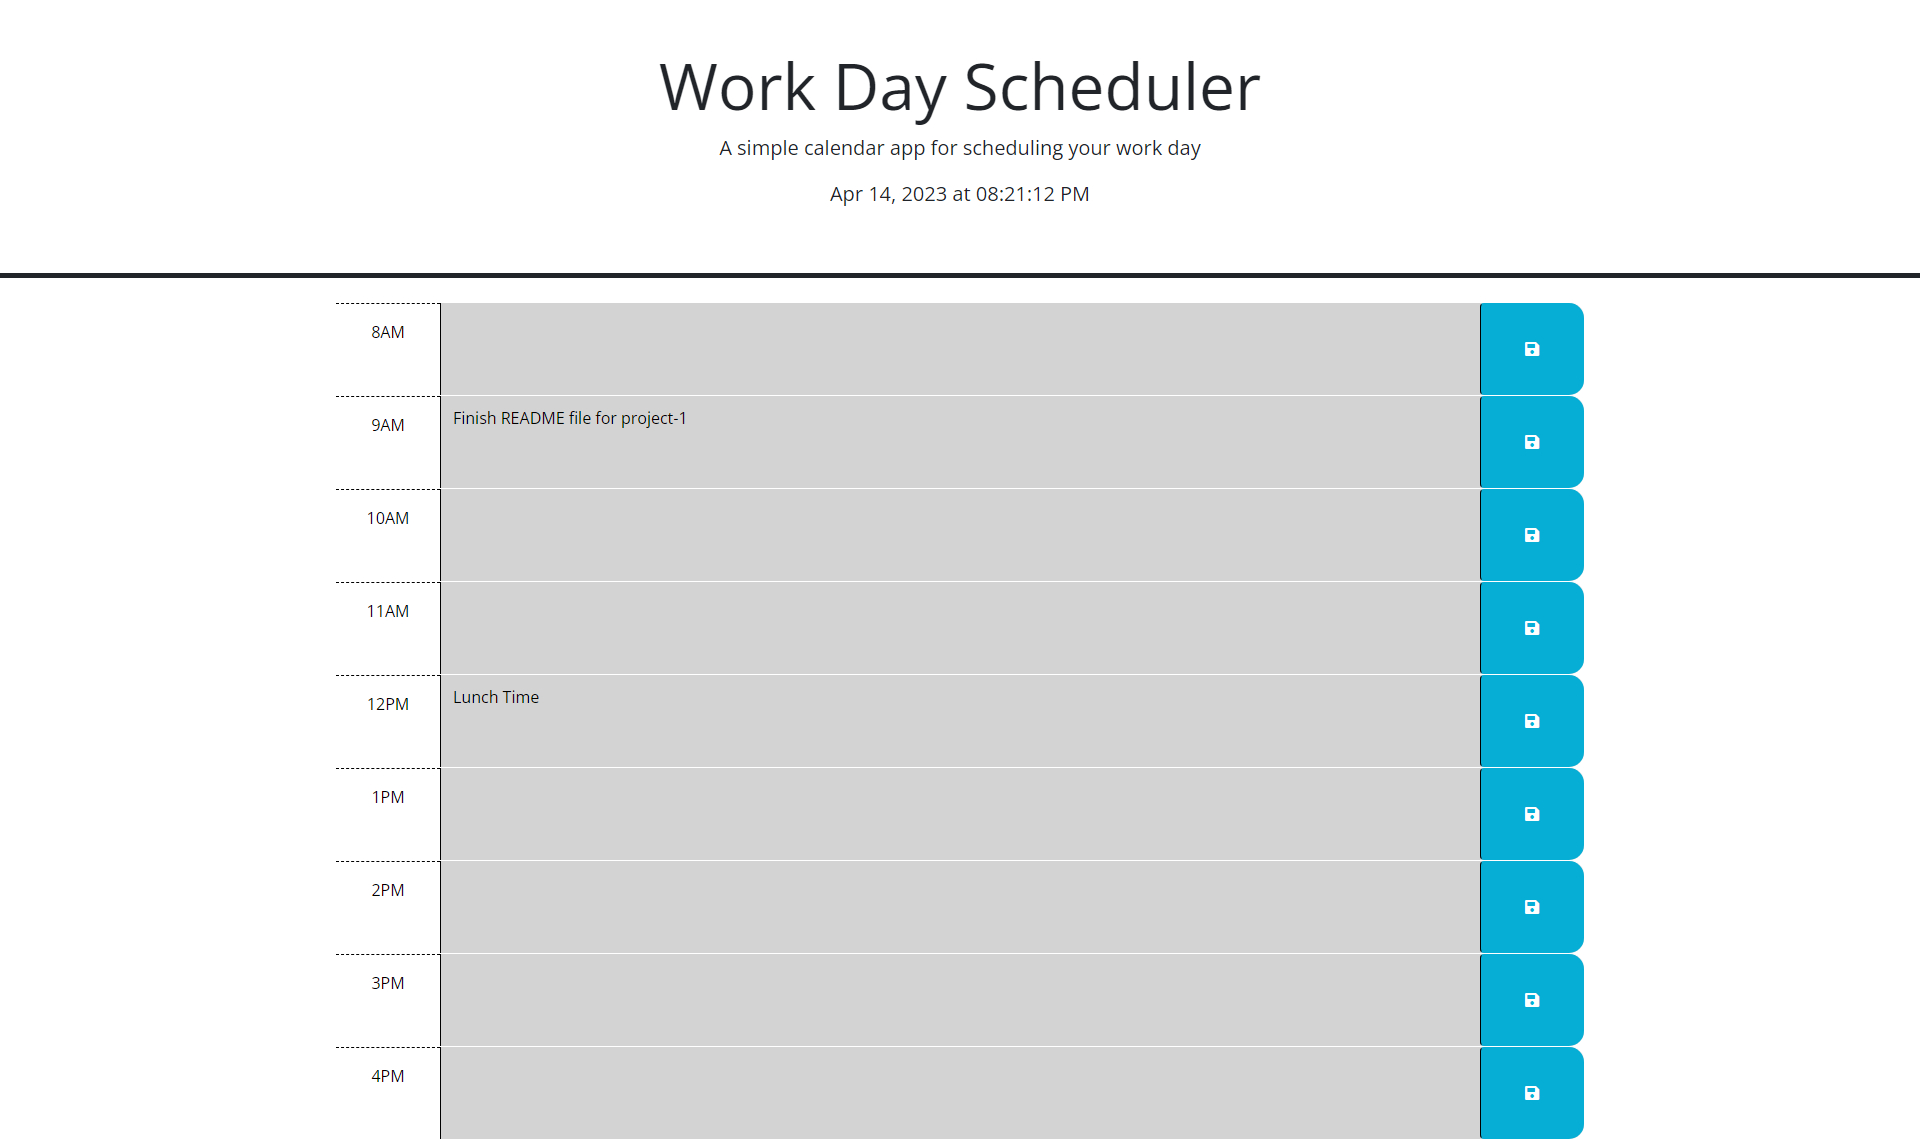 Work Day Scheduler
A simple calendar app for scheduling your work day
Apr 14, 2023 at 08:21:12 PM
8AM
9AM
Finish README file for project-1
10AM
11AM
12PM
Lunch Time
1PM
2PM
3PM
4PM